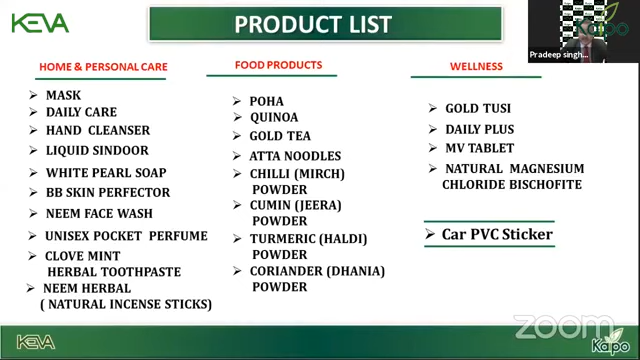 KEVA
PRODUCT LIST
Kapo
Pradeep singh...
HOME & PERSONAL CARE
MASK
DAILY CARE
HAND CLEANSER
LIQUID SINDOOR
WHITE PEARL SOAP
BB SKIN PERFECTOR
NEEM FACE WASH
UNISEX POCKET PERFUME
CLOVE MINT
HERBAL TOOTHPASTE
NEEM HERBAL
( NATURAL INCENSE STICKS)
FOOD PRODUCTS
POHA
QUINOA
GOLD TEA
ATTA NOODLES
CHILLI (MIRCH)
POWDER
CUMIN (JEERA)
POWDER
TURMERIC (HALDI)
POWDER
CORIANDER (DHANIA)
POWDER
WELLNESS
GOLD TUSI
DAILY PLUS
MV TABLET
NATURAL MAGNESIUM
CHLORIDE BISCHOFITE
Car PVC Sticker
zoom
KEVA
Kapo